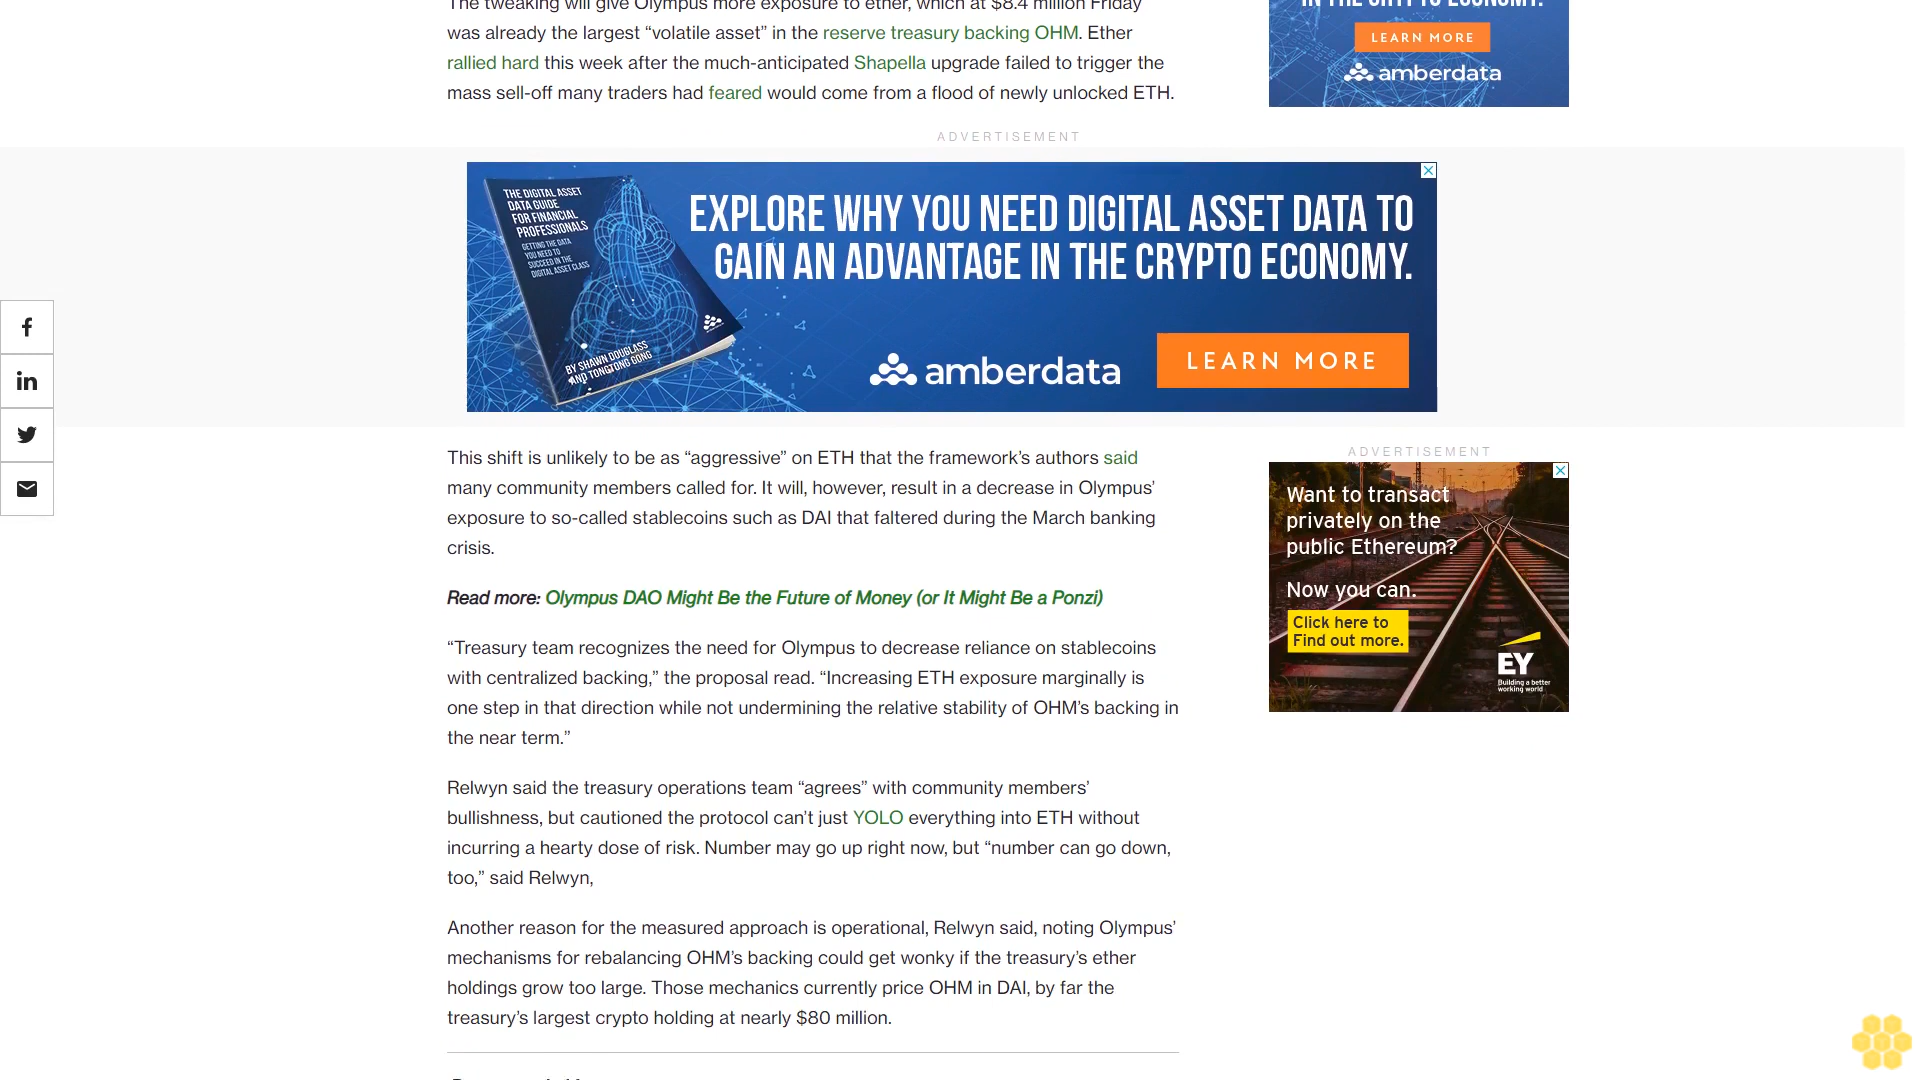 The tweaking will give Olympus more exposure to ether, which at $8.4 million Friday
was already the largest “volatile asset” in the reserve treasury backing OHM. Ether
rallied hard this week after the much-anticipated Shapella upgrade failed to trigger the
mass sell-off many traders had feared would come from a flood of newly unlocked ETH.
IN THE CRYPTO ECONOMY.
LEARN MORE
amberdata
ADVERTISEMENT
THE DIGITAL ASSET
DATA GUIDE
FOR FINANCIAL
PROFESSIONALS
GETTING THE DATA
YOU NEED TO
SUCCEED IN THE
DIGITAL ASSET CLASS
BY SHAWN DOUGLASS
AND TONGTONG GONG
EXPLORE WHY YOU NEED DIGITAL ASSET DATA TO
GAIN AN ADVANTAGE IN THE CRYPTO ECONOMY.
amberdata
LEARN MORE
This shift is unlikely to be as “aggressive” on ETH that the framework’s authors said
many community members called for. It will, however, result in a decrease in Olympus’
exposure to so-called stablecoins such as DAI that faltered during the March banking
crisis.
Read more: Olympus DAO Might Be the Future of Money (or It Might Be a Ponzi)
“Treasury team recognizes the need for Olympus to decrease reliance on stablecoins
with centralized backing,” the proposal read. “Increasing ETH exposure marginally is
one step in that direction while not undermining the relative stability of OHM’s backing in
the near term.”
Relwyn said the treasury operations team “agrees” with community members’
bullishness, but cautioned the protocol can’t just YOLO everything into ETH without
incurring a hearty dose of risk. Number may go up right now, but “number can go down,
too,” said Relwyn,
Another reason for the measured approach is operational, Relwyn said, noting Olympus’
mechanisms for rebalancing OHM’s backing could get wonky if the treasury’s ether
holdings grow too large. Those mechanics currently price OHM in DAI, by far the
treasury’s largest crypto holding at nearly $80 million.
ADVERTISEMENT
Want to transact
privately on the
public Ethereum?
Now you can.
Click here to
Find out more.
EY
Building a better
working world